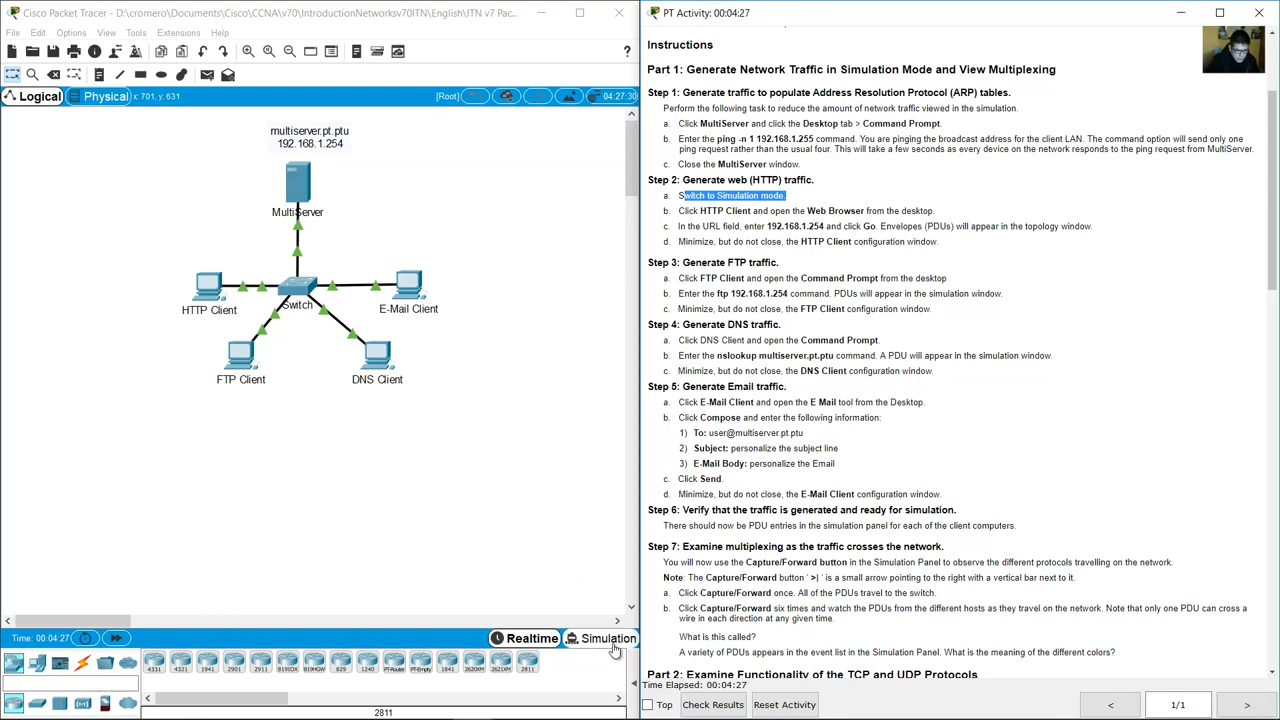 Cisco Packet Tracer - C:\Users\cromero\Documents\Cisco\CCNA\v70\IntroductionNetworksv70ITN\English\ITN v7 Pac...
File Edit Options View Tools Extensions Help
Logical Physical x: 701, y: 631 [Root] 04:27:30
multiserver.pt.ptu
192.168.1.254
MultiServer
HTTP Client
Switch
E-Mail Client
FTP Client
DNS Client
Time: 00:04:27 Realtime Simulation
4331 4321 1941 2901 2911 819IOX 819HGW 829 1240 PT-Router PT-Empty 1841 2620XM 2621XM 2811
2811
PT Activity: 00:04:27
Instructions
Part 1: Generate Network Traffic in Simulation Mode and View Multiplexing
Step 1: Generate traffic to populate Address Resolution Protocol (ARP) tables.
Perform the following task to reduce the amount of network traffic viewed in the simulation.
a. Click MultiServer and click the Desktop tab > Command Prompt.
b. Enter the ping -n 1 192.168.1.255 command. You are pinging the broadcast address for the client LAN. The command option will send only one
ping request rather than the usual four. This will take a few seconds as every device on the network responds to the ping request from MultiServer.
c. Close the MultiServer window.
Step 2: Generate web (HTTP) traffic.
a. Switch to Simulation mode.
b. Click HTTP Client and open the Web Browser from the desktop.
c. In the URL field, enter 192.168.1.254 and click Go. Envelopes (PDUs) will appear in the topology window.
d. Minimize, but do not close, the HTTP Client configuration window.
Step 3: Generate FTP traffic.
a. Click FTP Client and open the Command Prompt from the desktop
b. Enter the ftp 192.168.1.254 command. PDUs will appear in the simulation window.
c. Minimize, but do not close, the FTP Client configuration window.
Step 4: Generate DNS traffic.
a. Click DNS Client and open the Command Prompt.
b. Enter the nslookup multiserver.pt.ptu command. A PDU will appear in the simulation window.
c. Minimize, but do not close, the DNS Client configuration window.
Step 5: Generate Email traffic.
a. Click E-Mail Client and open the E Mail tool from the Desktop.
b. Click Compose and enter the following information:
1) To: user@multiserver.pt.ptu
2) Subject: personalize the subject line
3) E-Mail Body: personalize the Email
c. Click Send.
d. Minimize, but do not close, the E-Mail Client configuration window.
Step 6: Verify that the traffic is generated and ready for simulation.
There should now be PDU entries in the simulation panel for each of the client computers.
Step 7: Examine multiplexing as the traffic crosses the network.
You will now use the Capture/Forward button in the Simulation Panel to observe the different protocols travelling on the network.
Note: The Capture/Forward button ' >| ' is a small arrow pointing to the right with a vertical bar next to it.
a. Click Capture/Forward once. All of the PDUs travel to the switch.
b. Click Capture/Forward six times and watch the PDUs from the different hosts as they travel on the network. Note that only one PDU can cross a
wire in each direction at any given time.
What is this called?
A variety of PDUs appears in the event list in the Simulation Panel. What is the meaning of the different colors?
Part 2: Examine Functionality of the TCP and UDP Protocols
Time Elapsed: 00:04:27
Top Check Results Reset Activity < 1/1 >